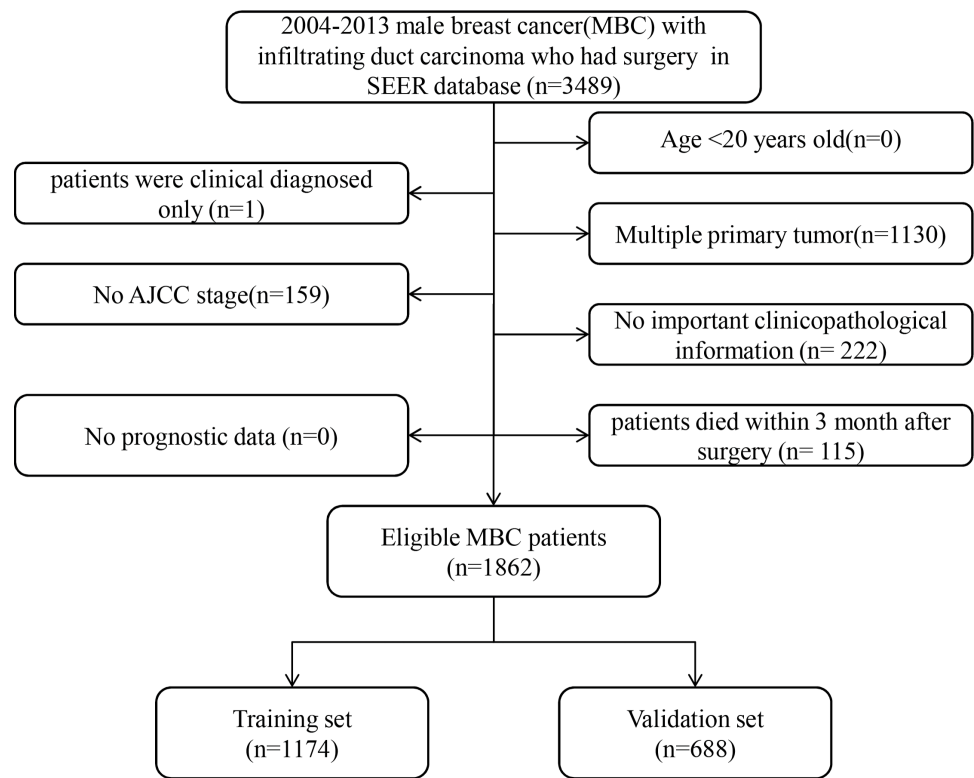 2004-2013 male breast cancer(MBC) with
infiltrating duct carcinoma who had surgery in
SEER database (n=3489)
Age <20 years old(n=0)
patients were clinical diagnosed
only (n=1)
Multiple primary tumor(n=1130)
No AJCC stage(n=159)
No important clinicopathological
information (n= 222)
No prognostic data (n=0)
patients died within 3 month after
surgery (n= 115)
Eligible MBC patients
(n=1862)
Training set
(n=1174)
Validation set
(n=688)